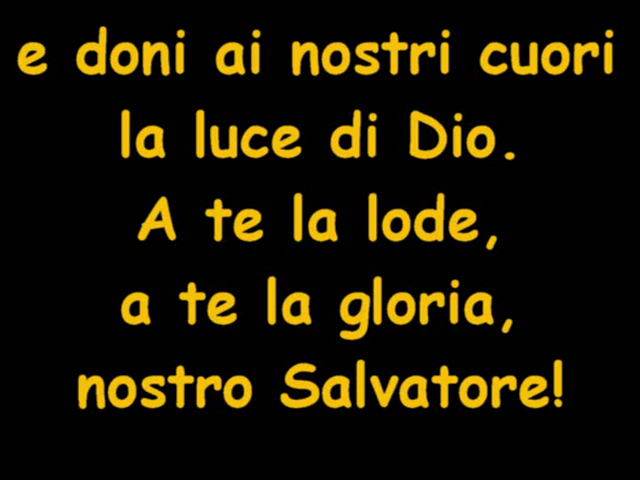 e doni ai nostri cuori
la luce di Dio.
A te la lode,
a te la gloria,
nostro Salvatore!